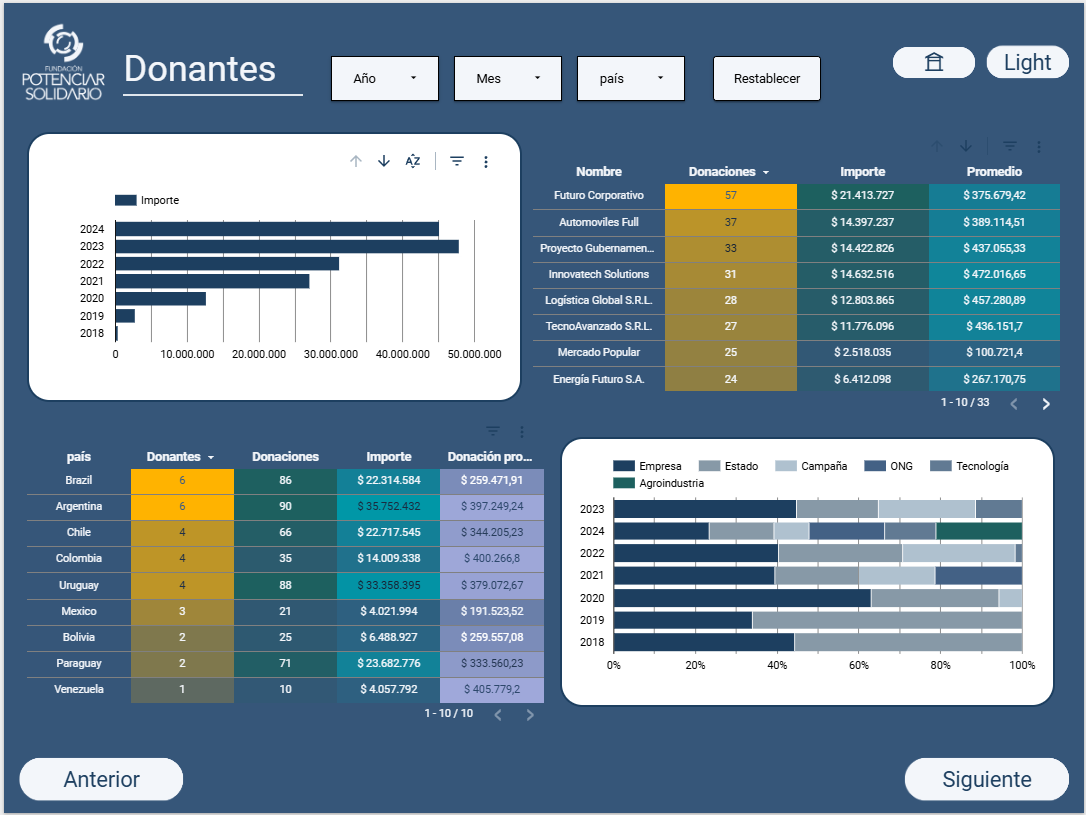 FUNDACIÓN
POTENCIAR
SOLIDARIO
Donantes
Año
Mes
país
Restablecer
Light
Importe
2024
2023
2022
2021
2020
2019
2018
0 10.000.000 20.000.000 30.000.000 40.000.000 50.000.000
Nombre Donaciones Importe Promedio
Futuro Corporativo 57 $ 21.413.727 $ 375.679,42
Automoviles Full 37 $ 14.397.237 $ 389.114,51
Proyecto Gubernamen... 33 $ 14.422.826 $ 437.055,33
Innovatech Solutions 31 $ 14.632.516 $ 472.016,65
Logística Global S.R.L. 28 $ 12.803.865 $ 457.280,89
TecnoAvanzado S.R.L. 27 $ 11.776.096 $ 436.151,7
Mercado Popular 25 $ 2.518.035 $ 100.721,4
Energía Futuro S.A. 24 $ 6.412.098 $ 267.170,75
1 - 10 / 33
país Donantes Donaciones Importe Donación pro...
Brazil 6 86 $ 22.314.584 $ 259.471,91
Argentina 6 90 $ 35.752.432 $ 397.249,24
Chile 4 66 $ 22.717.545 $ 344.205,23
Colombia 4 35 $ 14.009.338 $ 400.266,8
Uruguay 4 88 $ 33.358.395 $ 379.072,67
Mexico 3 21 $ 4.021.994 $ 191.523,52
Bolivia 2 25 $ 6.488.927 $ 259.557,08
Paraguay 2 71 $ 23.682.776 $ 333.560,23
Venezuela 1 10 $ 4.057.792 $ 405.779,2
1 - 10 / 10
Empresa Estado Campaña ONG Tecnología
Agroindustria
2023
2024
2022
2021
2020
2019
2018
0% 20% 40% 60% 80% 100%
Anterior
Siguiente